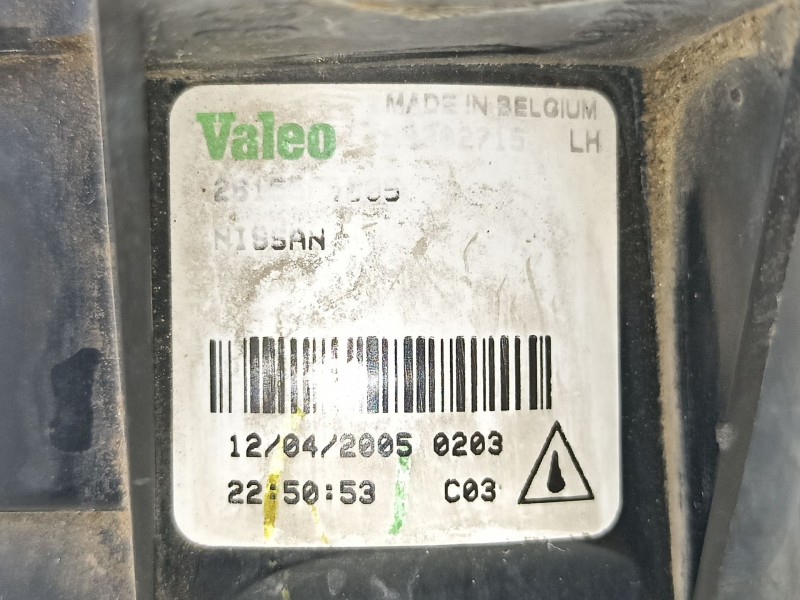 MADE IN BELGIUM
Valeo LH
NISSAN
12/04/2005 0203
22:50:53 C03